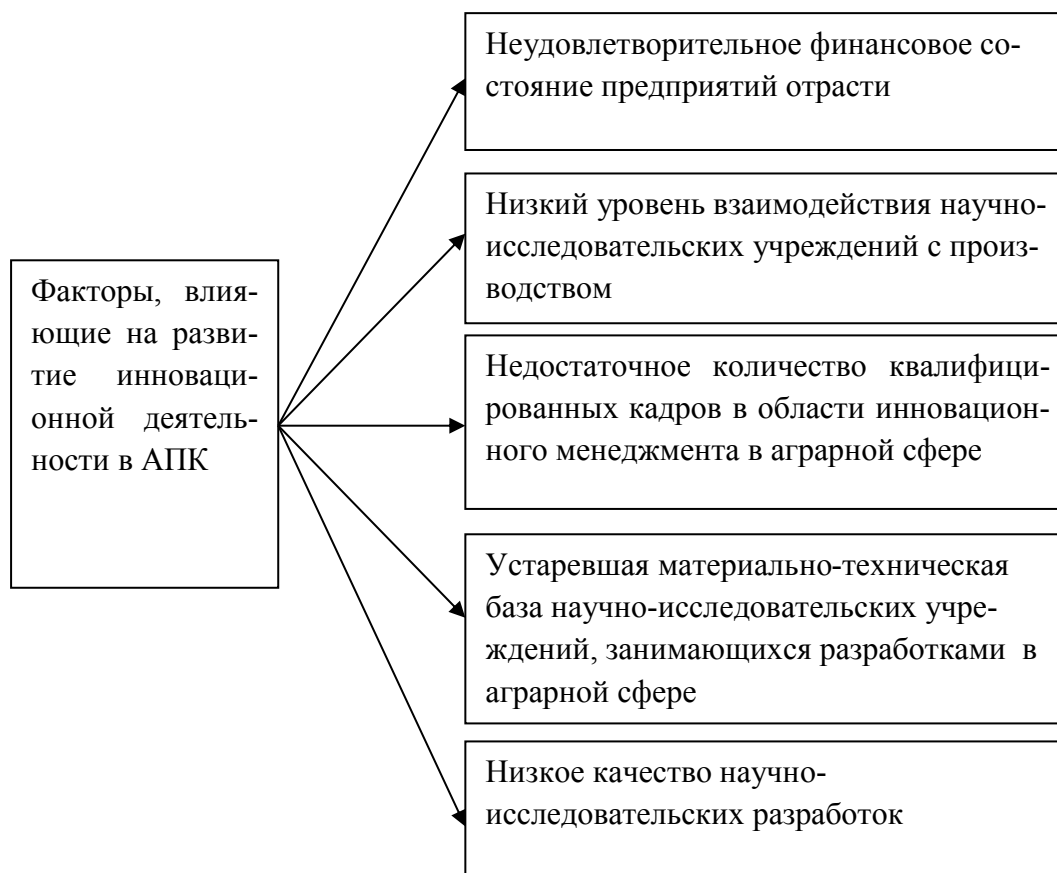 Неудовлетворительное финансовое со-
стояние предприятий отрасти
Низкий уровень взаимодействия научно-
исследовательских учреждений с произ-
водством
Факторы, влия-
ющие на разви-
тие инноваци-
онной деятель-
ности в АПК
Недостаточное количество квалифици-
рованных кадров в области инновацион-
ного менеджмента в аграрной сфере
Устаревшая материально-техническая
база научно-исследовательских учре-
ждений, занимающихся разработками в
аграрной сфере
Низкое качество научно-
исследовательских разработок